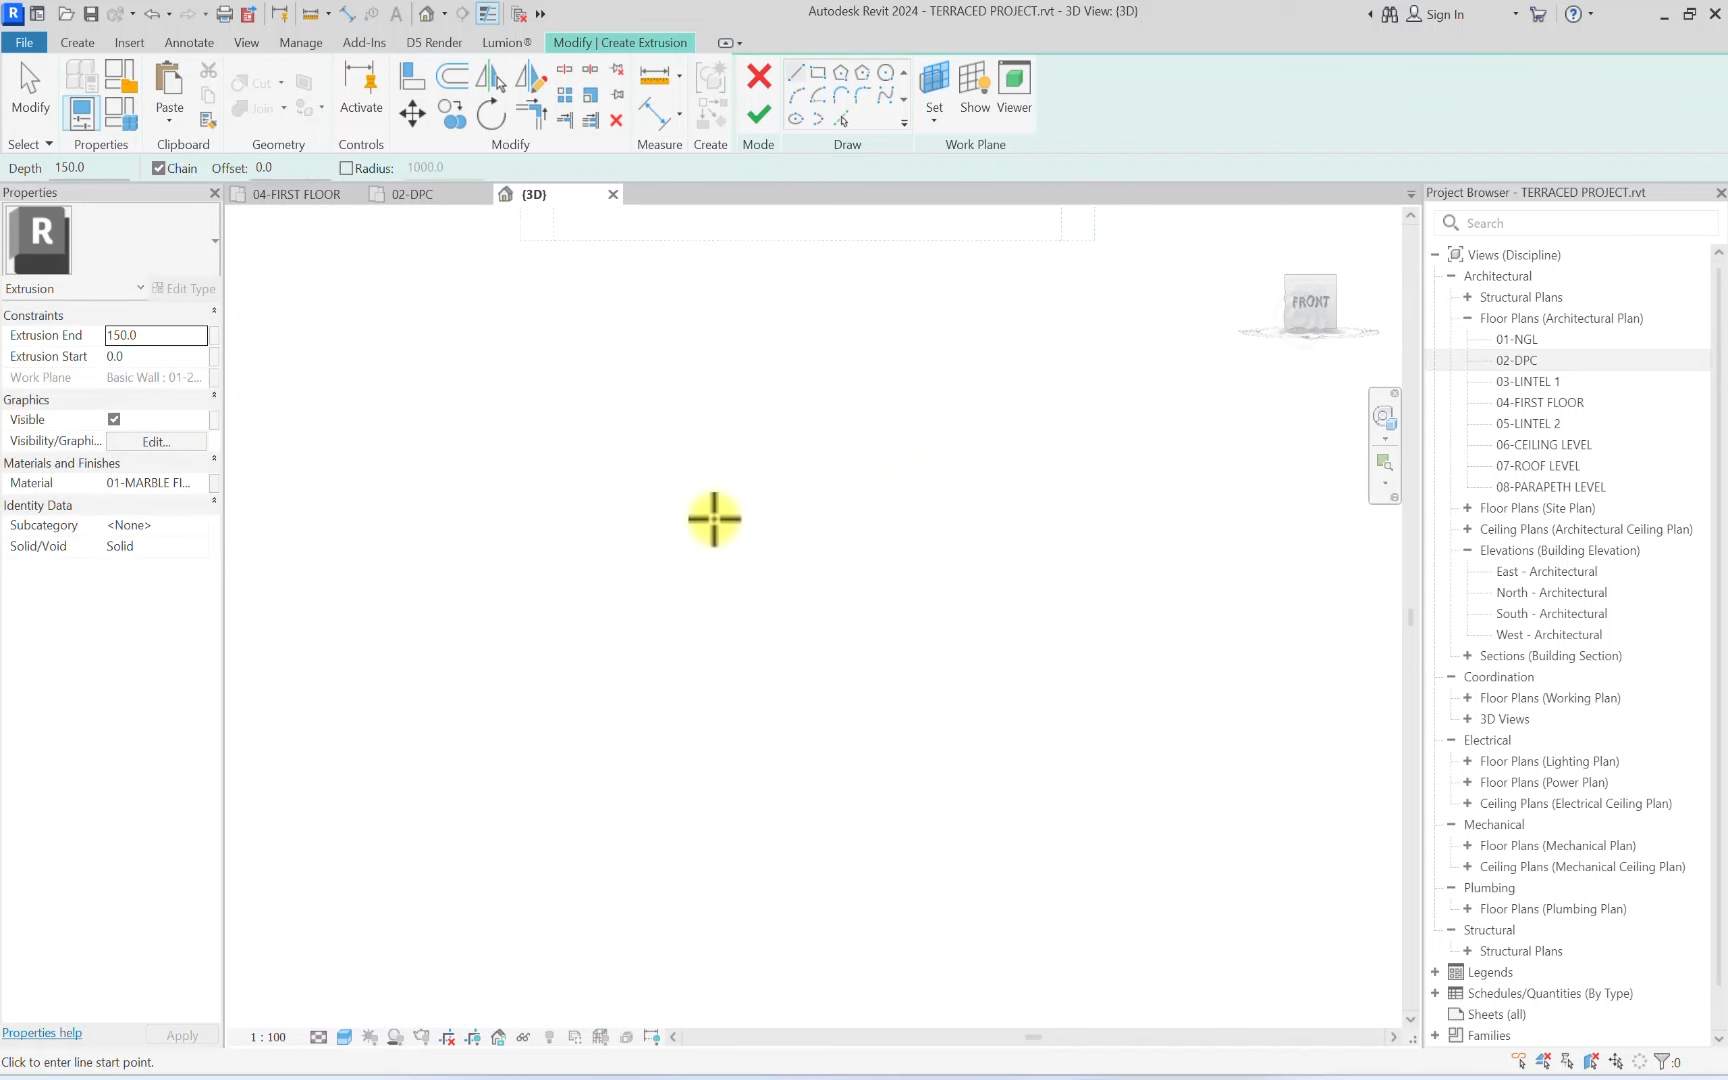 Autodesk Revit 2024 - TERRACED PROJECT.rvt - 3D View: {3D}
Sign In
File Create Insert Annotate View Manage Add-Ins D5 Render Lumion® Modify | Create Extrusion
Modify
Paste
Cut
Join
Activate
Set
Show
Viewer
Select Properties Clipboard Geometry Controls Modify Measure Create Mode Draw Work Plane
Depth 150.0 Chain Offset: 0.0 Radius: 1000.0
Properties
R
Extrusion
Edit Type
Constraints
Extrusion End 150.0
Extrusion Start 0.0
Work Plane Basic Wall : 01-2...
Graphics
Visible
Visibility/Graphi... Edit...
Materials and Finishes
Material 01-MARBLE FI...
Identity Data
Subcategory <None>
Solid/Void Solid
Properties help
Apply
04-FIRST FLOOR
02-DPC
{3D}
FRONT
Project Browser - TERRACED PROJECT.rvt
Search
Views (Discipline)
Architectural
Structural Plans
Floor Plans (Architectural Plan)
01-NGL
02-DPC
03-LINTEL 1
04-FIRST FLOOR
05-LINTEL 2
06-CEILING LEVEL
07-ROOF LEVEL
08-PARAPETH LEVEL
Floor Plans (Site Plan)
Ceiling Plans (Architectural Ceiling Plan)
Elevations (Building Elevation)
East - Architectural
North - Architectural
South - Architectural
West - Architectural
Sections (Building Section)
Coordination
Floor Plans (Working Plan)
3D Views
Electrical
Floor Plans (Lighting Plan)
Floor Plans (Power Plan)
Ceiling Plans (Electrical Ceiling Plan)
Mechanical
Floor Plans (Mechanical Plan)
Ceiling Plans (Mechanical Ceiling Plan)
Plumbing
Floor Plans (Plumbing Plan)
Structural
Structural Plans
Legends
Schedules/Quantities (By Type)
Sheets (all)
Families
1 : 100
Click to enter line start point.
:0